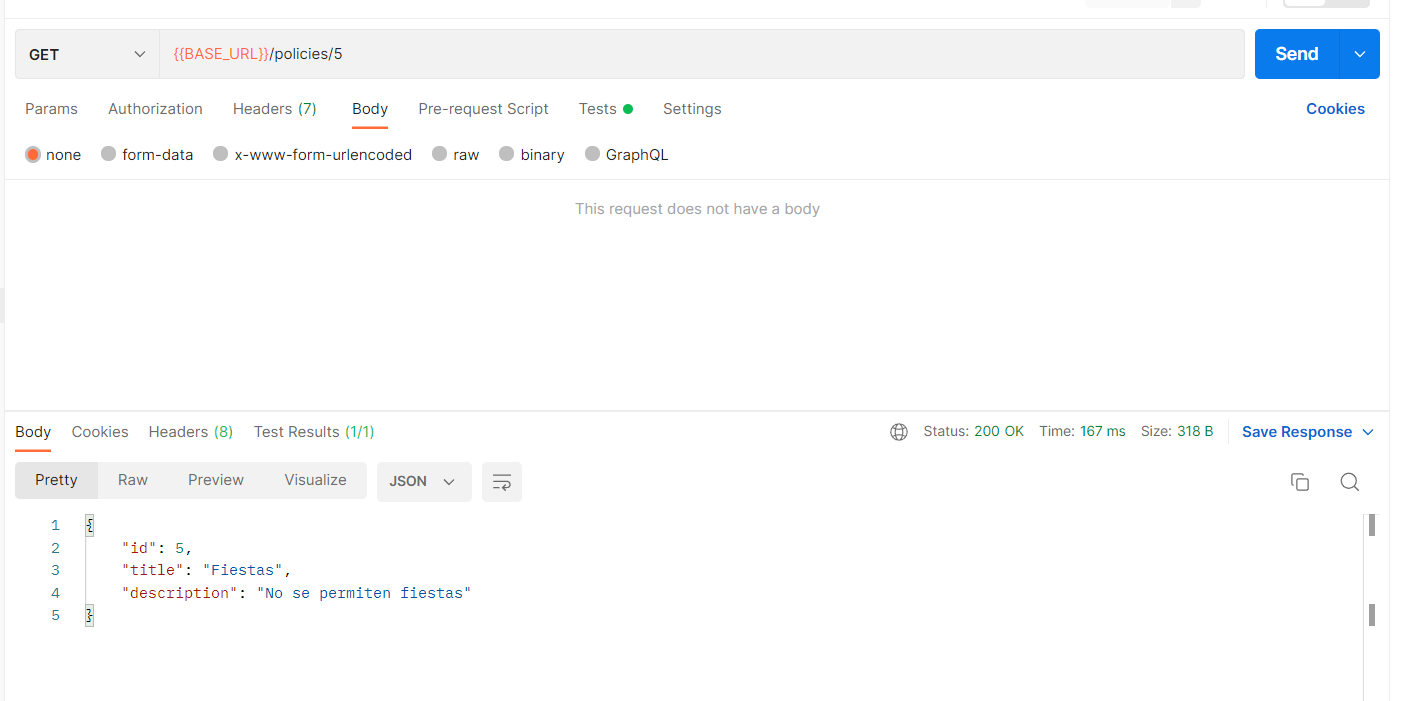 GET {{BASE_URL}}/policies/5 Send
Params Authorization Headers (7) Body Pre-request Script Tests Settings Cookies
none form-data x-www-form-urlencoded raw binary GraphQL
This request does not have a body
Body Cookies Headers (8) Test Results (1/1) Status: 200 OK Time: 167 ms Size: 318 B Save Response
Pretty Raw Preview Visualize JSON
1 {
2 "id": 5,
3 "title": "Fiestas",
4 "description": "No se permiten fiestas"
5 }